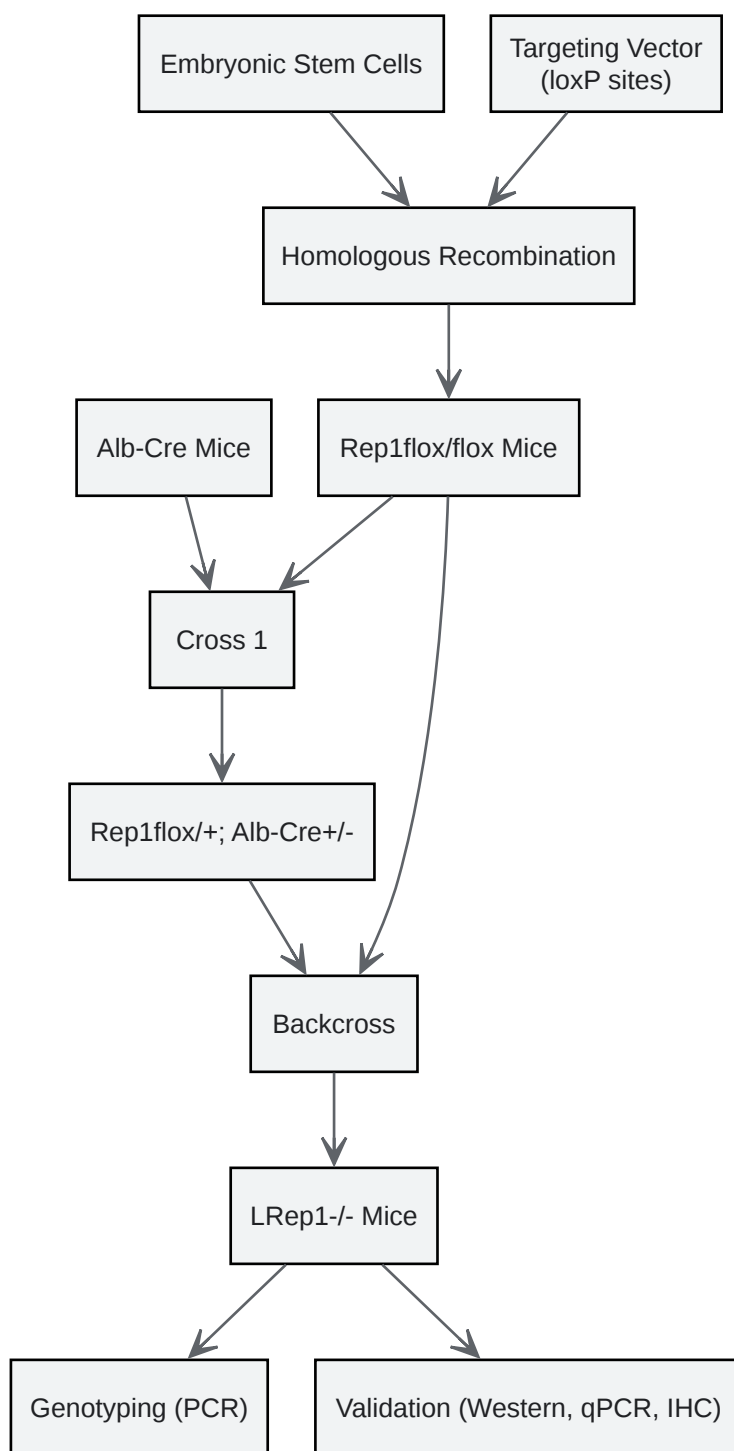 Embryonic Stem Cells
Targeting Vector
(loxP sites)
Homologous Recombination
Alb-Cre Mice
Rep1flox/flox Mice
Cross 1
Rep1flox/+; Alb-Cre+/-
Backcross
LRep1-/- Mice
Genotyping (PCR)
Validation (Western, qPCR, IHC)